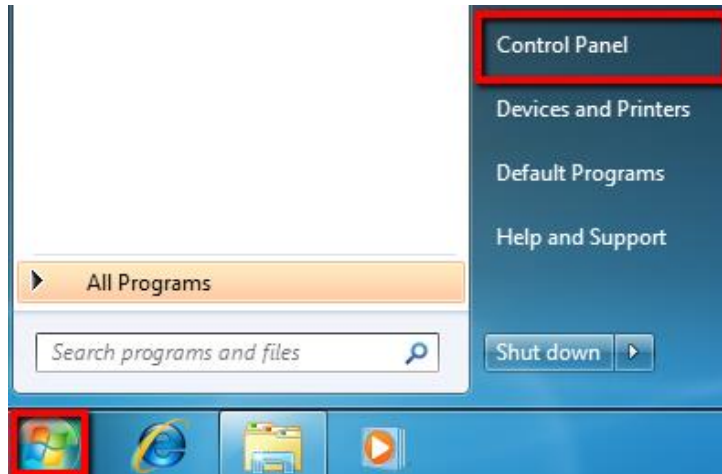 Control Panel
Devices and Printers
Default Programs
Help and Support
All Programs
Search programs and files
Shut down